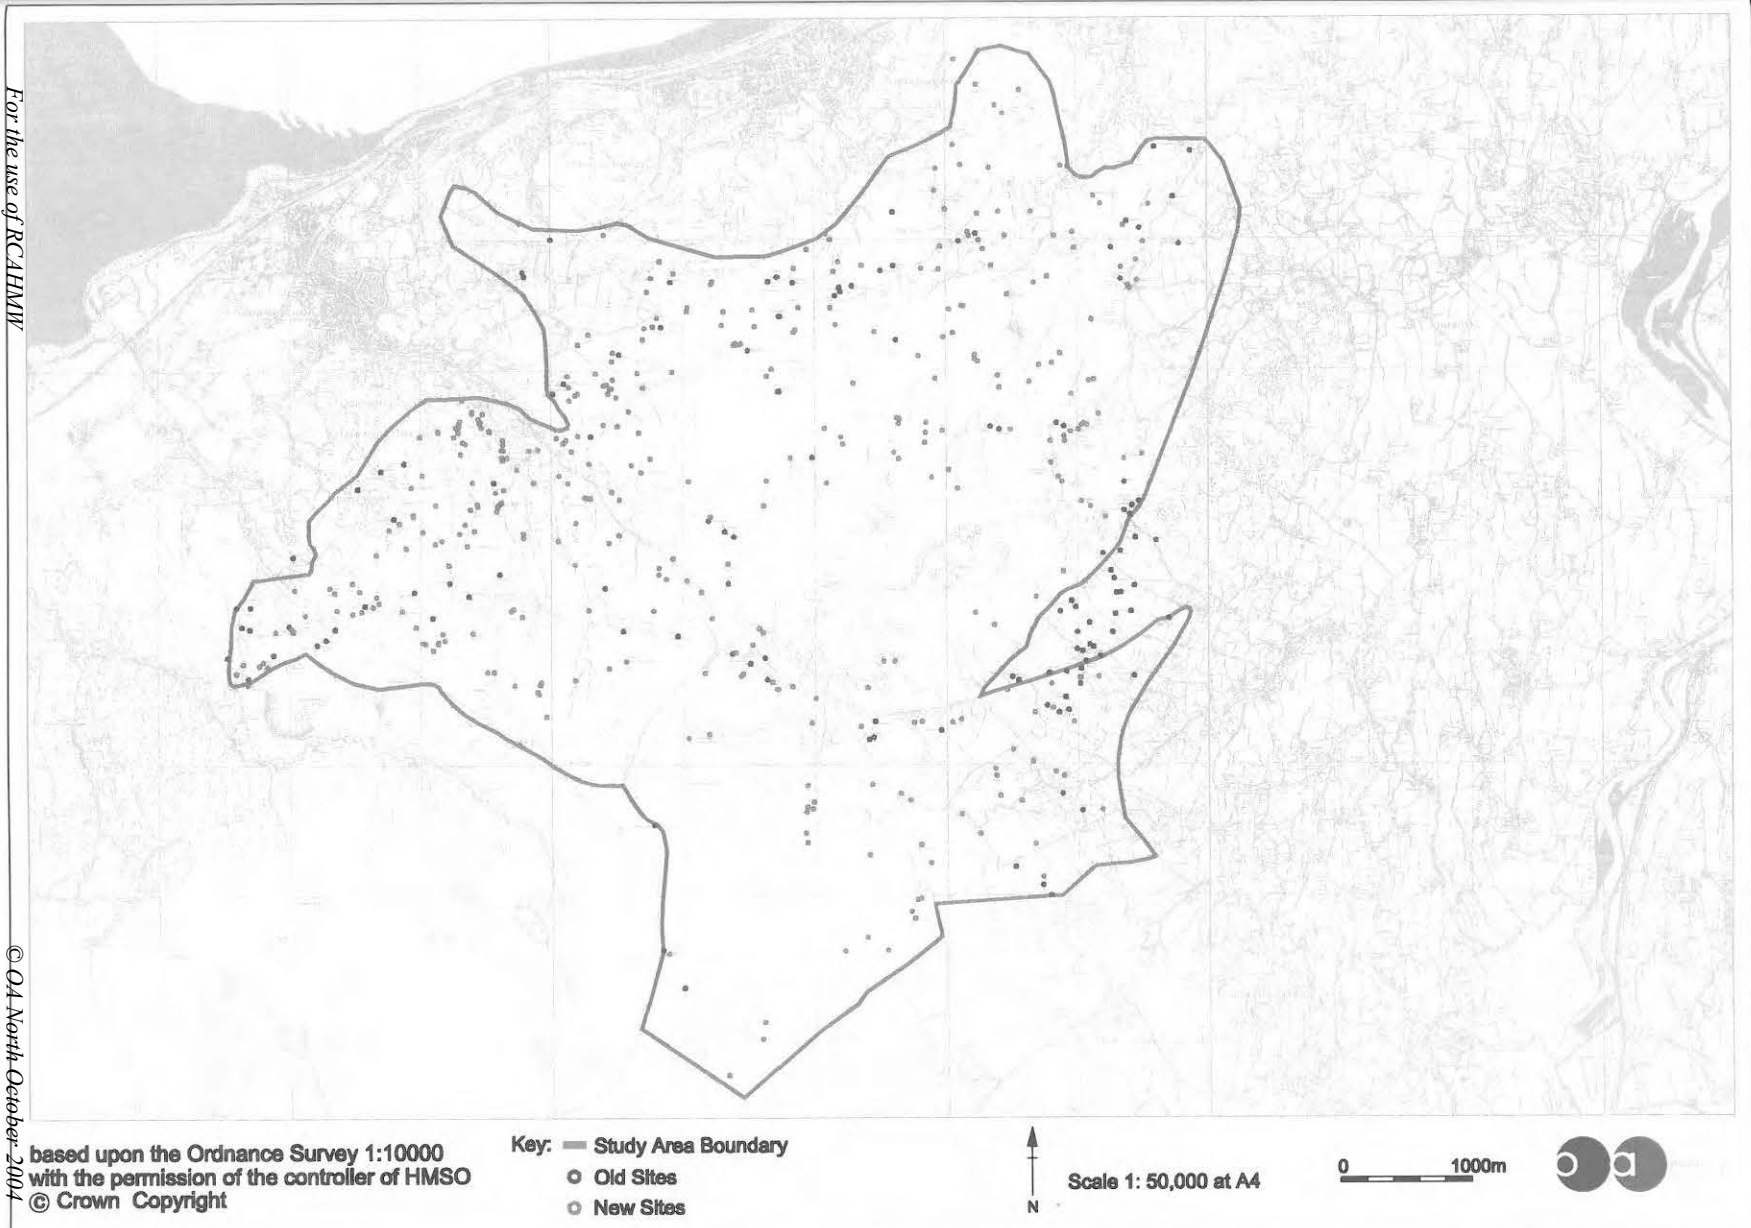 For the use of RCAHMW
© OA North October 2004
based upon the Ordnance Survey 1:10000
with the permission of the controller of HMSO
© Crown Copyright
Key:
Study Area Boundary
Old Sites
New Sites
N
Scale 1: 50,000 at A4
0 1000m
oa